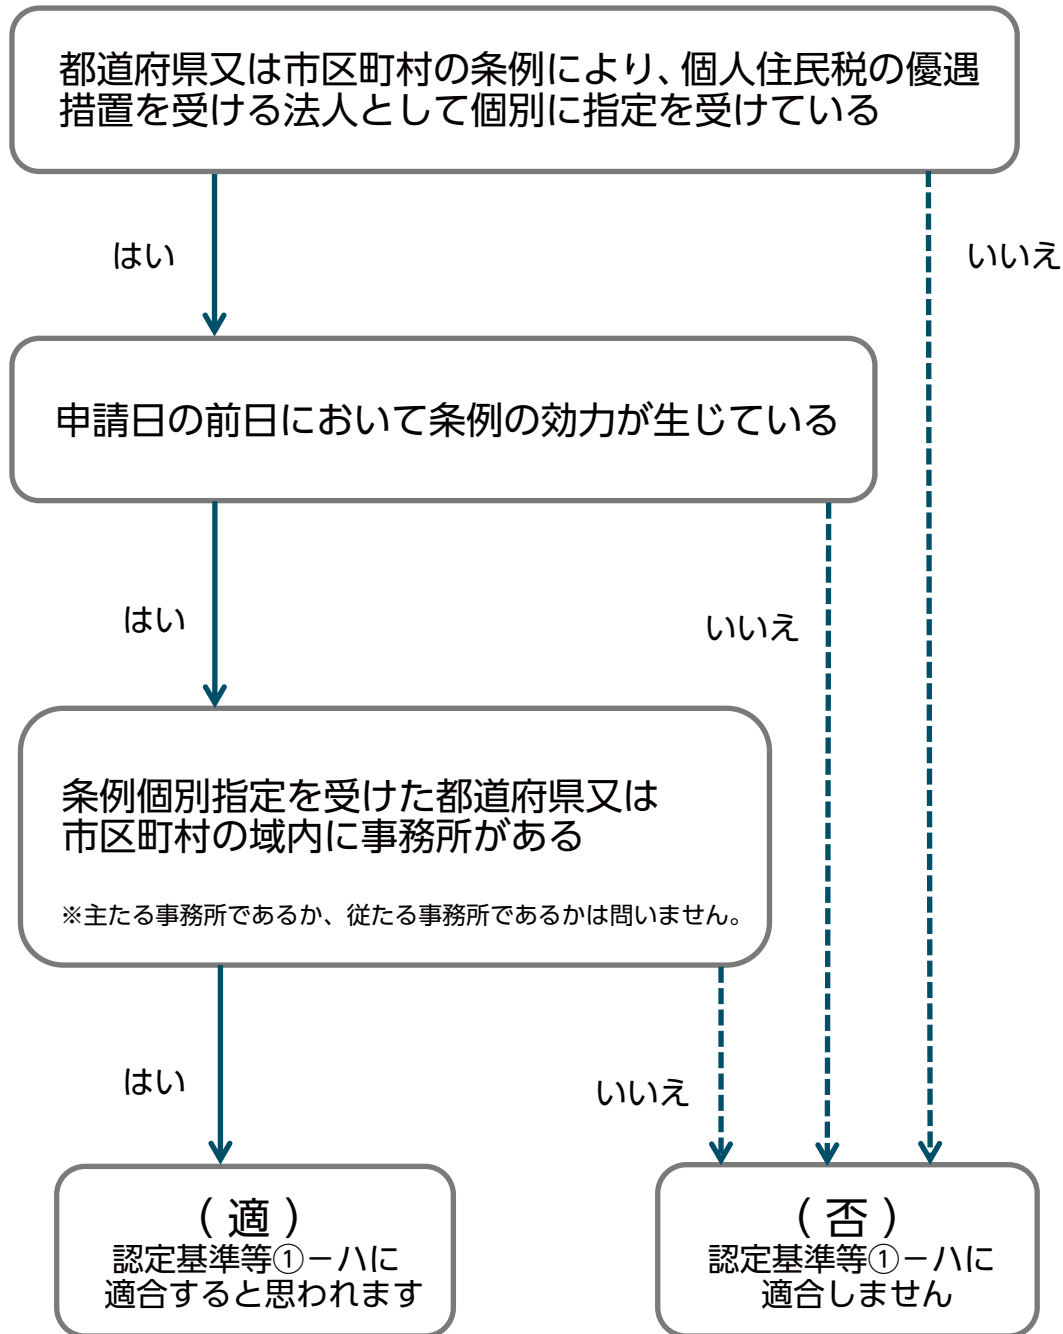 都道府県又は市区町村の条例により、個人住民税の優遇
措置を受ける法人として個別に指定を受けている
はい
いいえ
申請日の前日において条例の効力が生じている
はい
いいえ
条例個別指定を受けた都道府県又は
市区町村の域内に事務所がある
※主たる事務所であるか、従たる事務所であるかは問いません。
はい
いいえ
(適)
認定基準等①－ハに
適合すると思われます
(否)
認定基準等①－ハに
適合しません